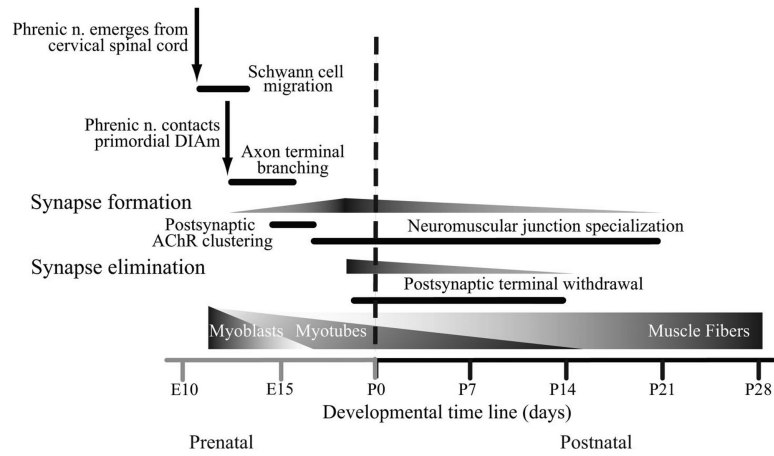 Phrenic n. emerges from
cervical spinal cord
Schwann cell
migration
Phrenic n. contacts
primordial DIAm
Axon terminal
branching
Synapse formation
Postsynaptic
AChR clustering
Neuromuscular junction specialization
Synapse elimination
Postsynaptic terminal withdrawal
Myoblasts Myotubes Muscle Fibers
E10 E15 P0 P7 P14 P21 P28
Developmental time line (days)
Prenatal Postnatal